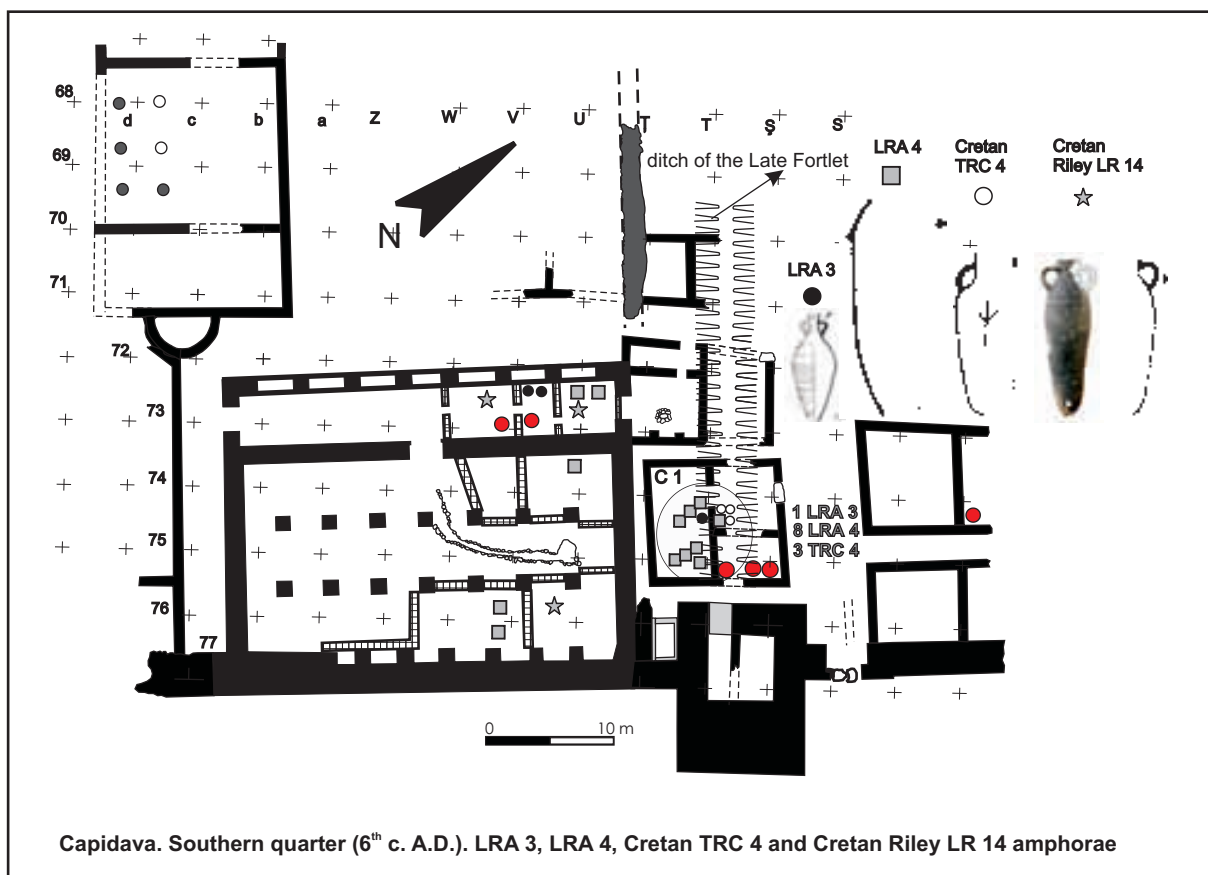 68
d c b a Z W V U Ţ T Ş S
69
ditch of the Late Fortlet
LRA 4
Cretan
TRC 4
Cretan
Riley LR 14
70
N
71
LRA 3
72
73
74
C 1
1 LRA 3
8 LRA 4
3 TRC 4
75
76
77
0 10 m
Capidava. Southern quarter (6th c. A.D.). LRA 3, LRA 4, Cretan TRC 4 and Cretan Riley LR 14 amphorae